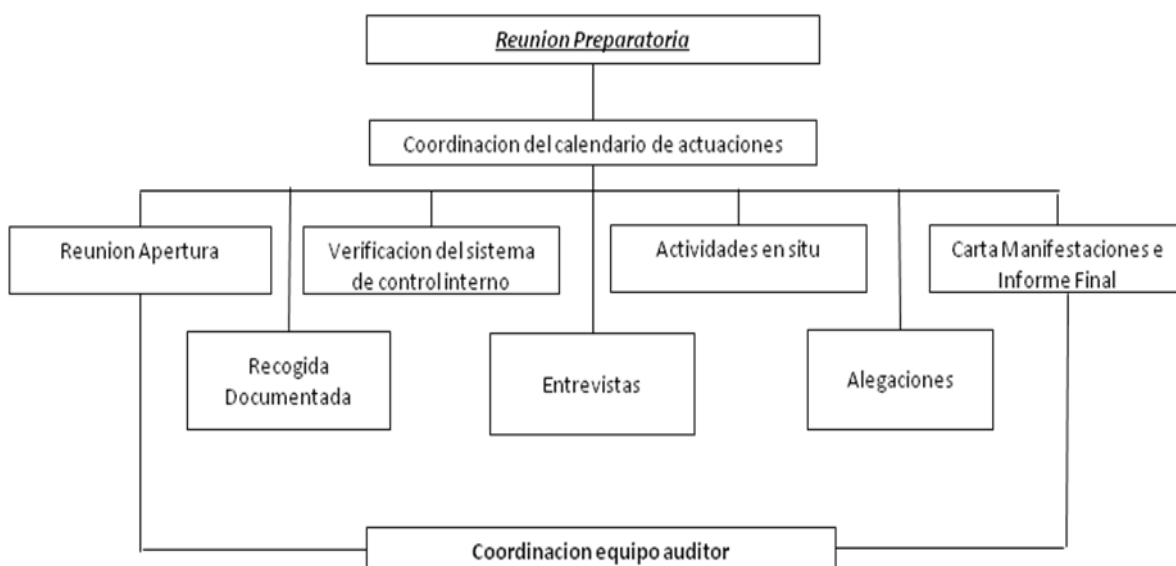 Reunion Preparatoria
Coordinacion del calendario de actuaciones
Reunion Apertura
Verificacion del sistema
de control interno
Actividades en situ
Carta Manifestaciones e
Informe Final
Recogida
Documentada
Entrevistas
Alegaciones
Coordinacion equipo auditor